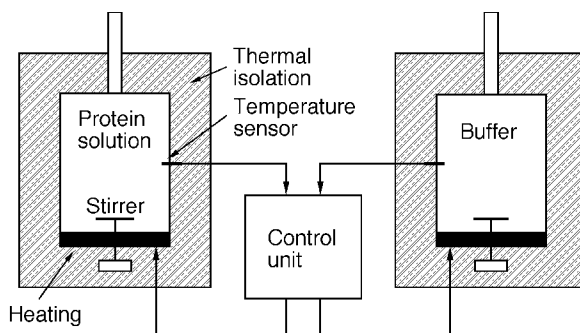 Thermal
isolation
Temperature
sensor
Protein
solution
Buffer
Stirrer
Control
unit
Heating